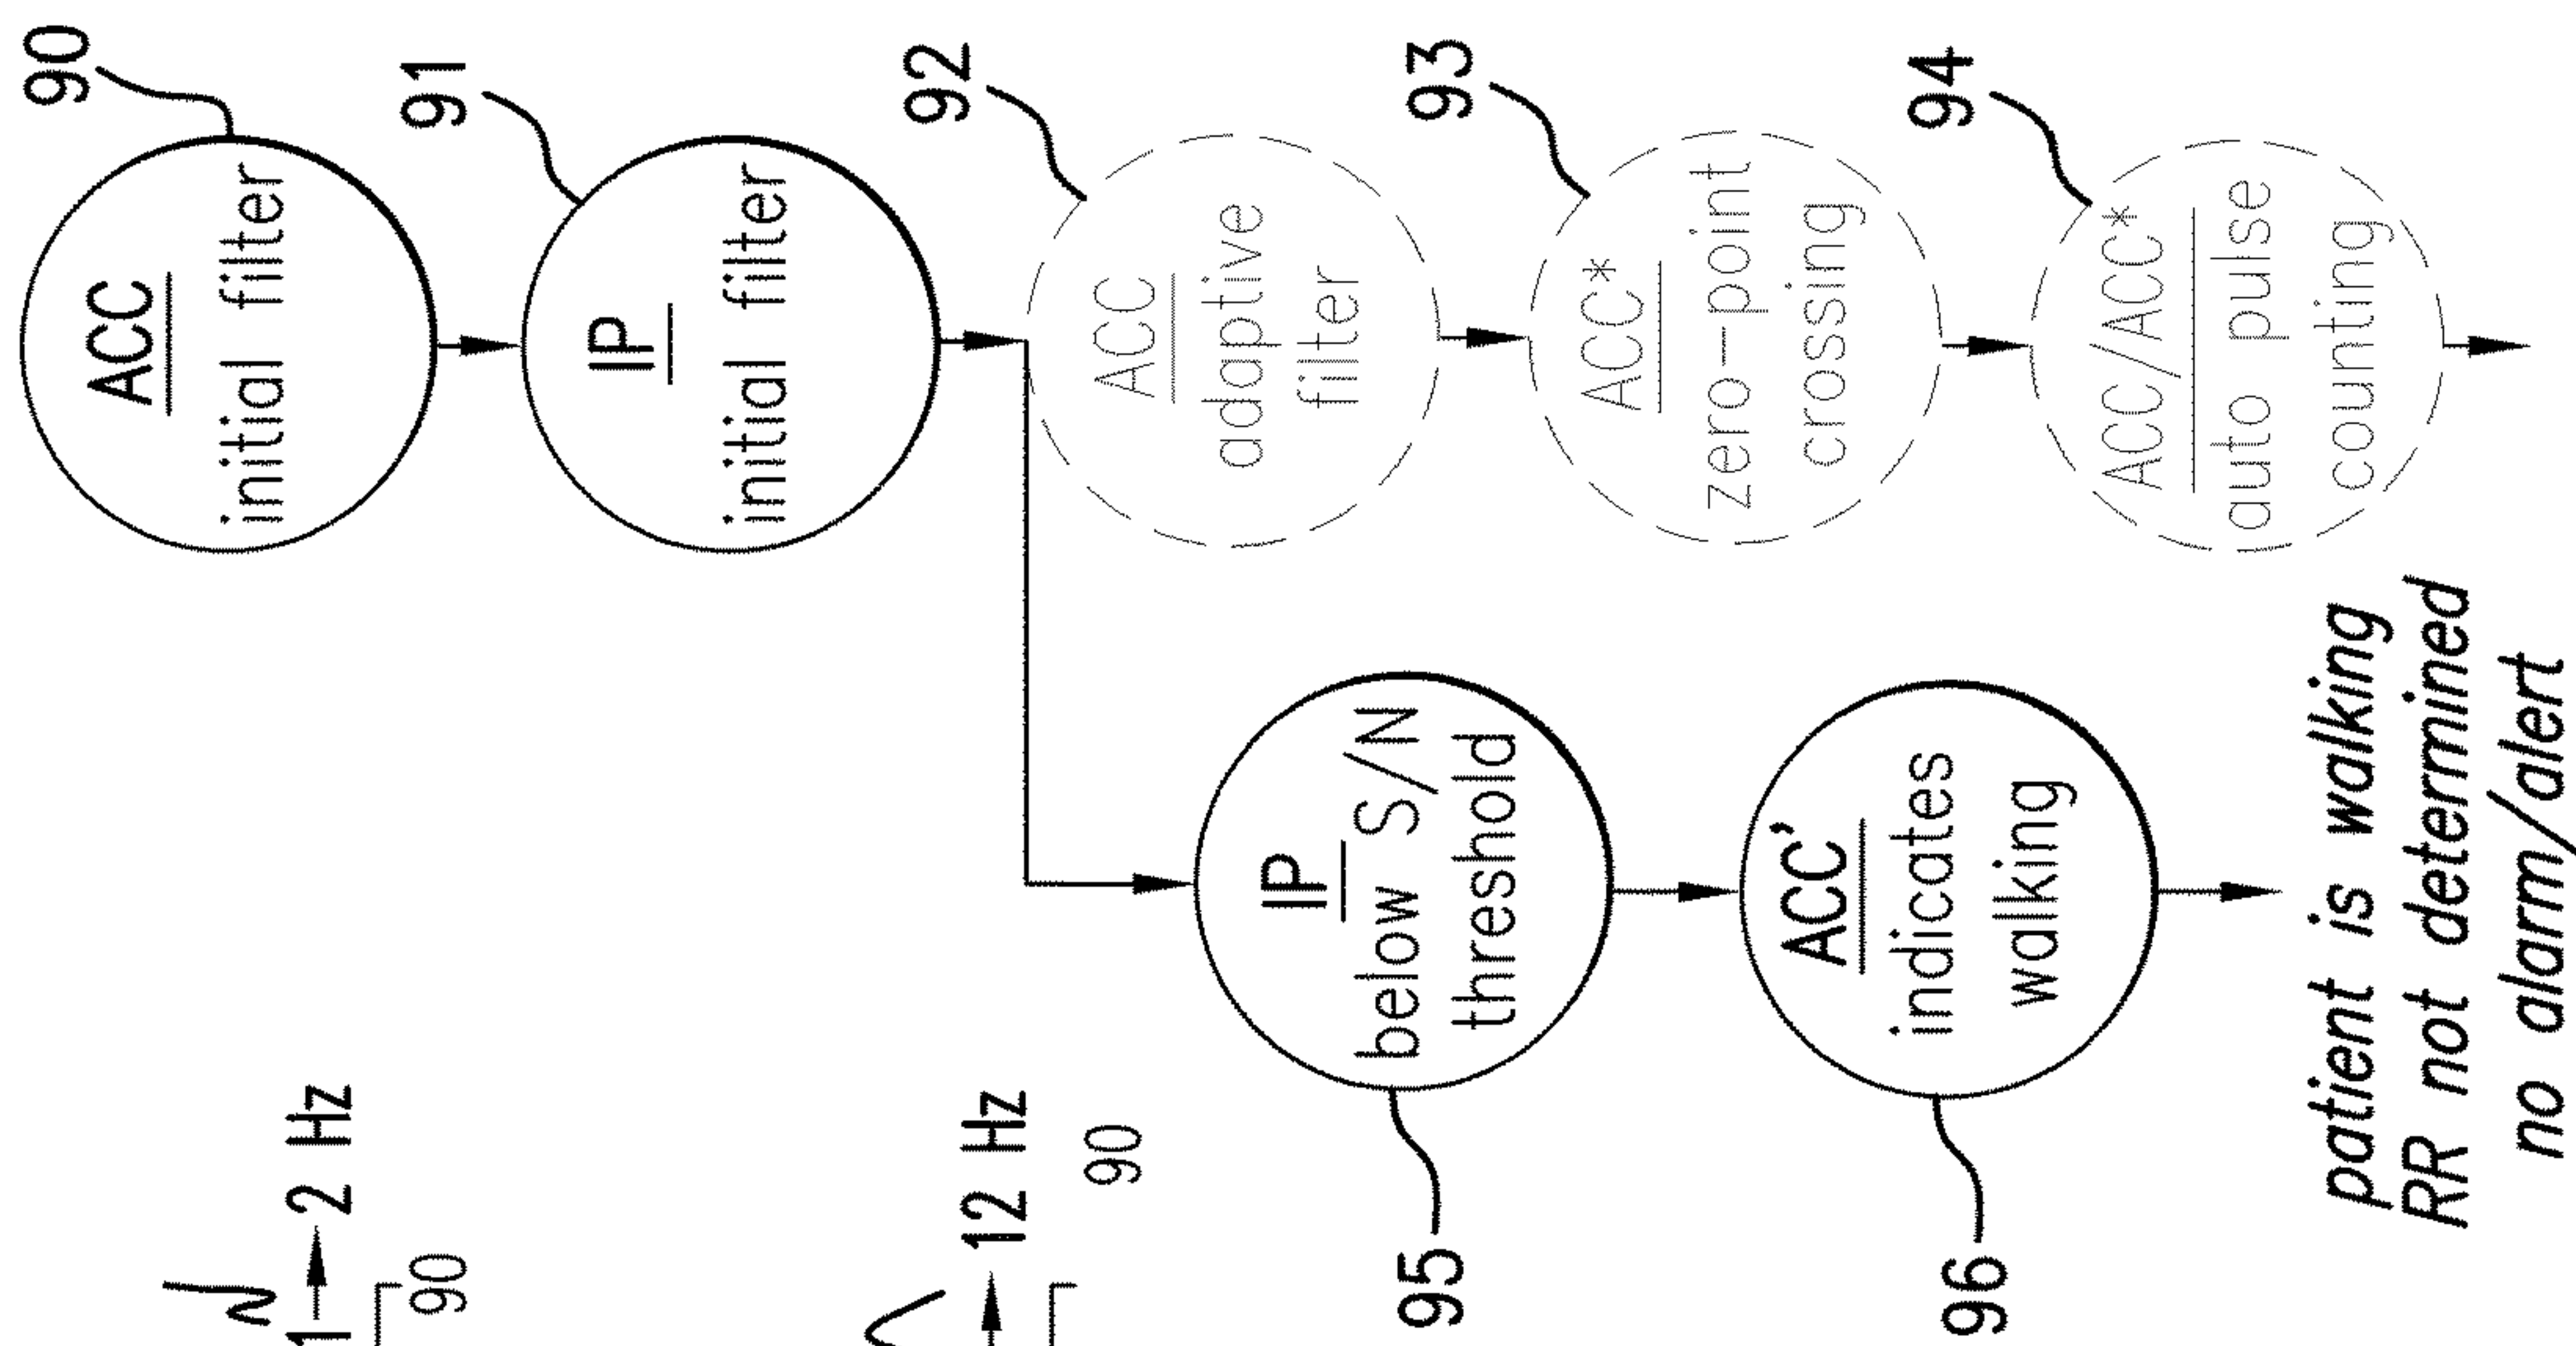 90
ACC
initial filter
91
IP
initial filter
92
ACC
adaptive
filter
93
ACC*
zero-point
crossing
94
ACC/ACC*
auto pulse
counting
95
IP
below S/N
threshold
96
ACC'
indicates
walking
patient is walking
RR not determined
no alarm/alert
1 → 2 Hz
90
→ 12 Hz
90